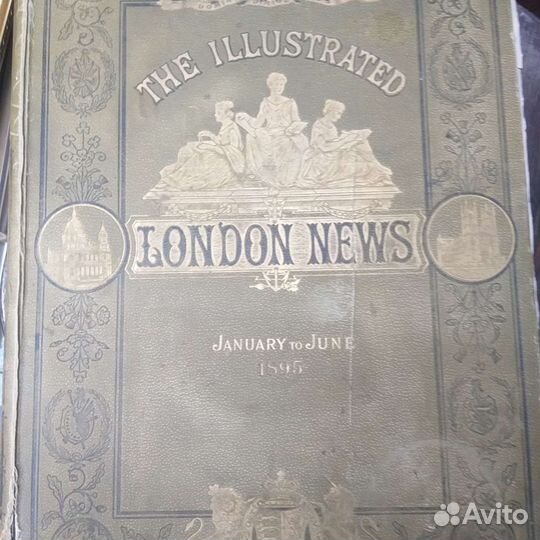 THE ILLUSTRATED
LONDON NEWS
JANUARY TO JUNE
1895
Avito